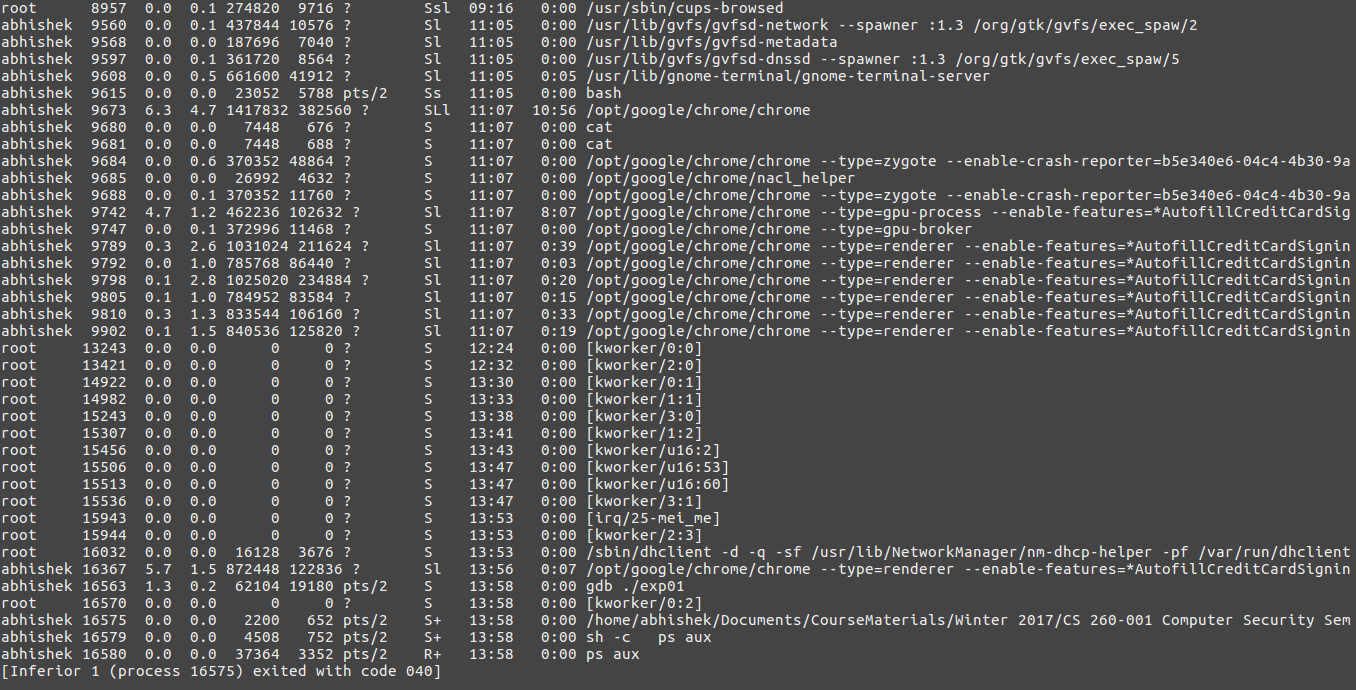 root      8957  0.0  0.1 274820  9716 ?        Ssl  09:16   0:00 /usr/sbin/cups-browsed
abhishek  9560  0.0  0.1 437844 10576 ?        Sl   11:05   0:00 /usr/lib/gvfs/gvfsd-network --spawner :1.3 /org/gtk/gvfs/exec_spaw/2
abhishek  9568  0.0  0.0 187696  7040 ?        Sl   11:05   0:00 /usr/lib/gvfs/gvfsd-metadata
abhishek  9597  0.0  0.1 361720  8564 ?        Sl   11:05   0:00 /usr/lib/gvfs/gvfsd-dnssd --spawner :1.3 /org/gtk/gvfs/exec_spaw/5
abhishek  9608  0.0  0.5 661600 41912 ?        Sl   11:05   0:05 /usr/lib/gnome-terminal/gnome-terminal-server
abhishek  9615  0.0  0.0  23052  5788 pts/2    Ss   11:05   0:00 bash
abhishek  9673  6.3  4.7 1417832 382560 ?      SLl  11:07  10:56 /opt/google/chrome/chrome
abhishek  9680  0.0  0.0   7448   676 ?        S    11:07   0:00 cat
abhishek  9681  0.0  0.0   7448   688 ?        S    11:07   0:00 cat
abhishek  9684  0.0  0.6 370352 48864 ?        S    11:07   0:00 /opt/google/chrome/chrome --type=zygote --enable-crash-reporter=b5e340e6-04c4-4b30-9a
abhishek  9685  0.0  0.0  26992  4632 ?        S    11:07   0:00 /opt/google/chrome/nacl_helper
abhishek  9688  0.0  0.1 370352 11760 ?        S    11:07   0:00 /opt/google/chrome/chrome --type=zygote --enable-crash-reporter=b5e340e6-04c4-4b30-9a
abhishek  9742  4.7  1.2 462236 102632 ?       Sl   11:07   8:07 /opt/google/chrome/chrome --type=gpu-process --enable-features=*AutofillCreditCardSig
abhishek  9747  0.0  0.1 372996 11468 ?        S    11:07   0:00 /opt/google/chrome/chrome --type=gpu-broker
abhishek  9789  0.3  2.6 1031024 211624 ?      Sl   11:07   0:39 /opt/google/chrome/chrome --type=renderer --enable-features=*AutofillCreditCardSignin
abhishek  9792  0.0  1.0 785768 86440 ?        Sl   11:07   0:03 /opt/google/chrome/chrome --type=renderer --enable-features=*AutofillCreditCardSignin
abhishek  9798  0.1  2.8 1025020 234884 ?      Sl   11:07   0:20 /opt/google/chrome/chrome --type=renderer --enable-features=*AutofillCreditCardSignin
abhishek  9805  0.1  1.0 784952 83584 ?        Sl   11:07   0:15 /opt/google/chrome/chrome --type=renderer --enable-features=*AutofillCreditCardSignin
abhishek  9810  0.3  1.3 833544 106160 ?       Sl   11:07   0:33 /opt/google/chrome/chrome --type=renderer --enable-features=*AutofillCreditCardSignin
abhishek  9902  0.1  1.5 840536 125820 ?       Sl   11:07   0:19 /opt/google/chrome/chrome --type=renderer --enable-features=*AutofillCreditCardSignin
root     13243  0.0  0.0      0     0 ?        S    12:24   0:00 [kworker/0:0]
root     13421  0.0  0.0      0     0 ?        S    12:32   0:00 [kworker/2:0]
root     14922  0.0  0.0      0     0 ?        S    13:30   0:00 [kworker/0:1]
root     14982  0.0  0.0      0     0 ?        S    13:33   0:00 [kworker/1:1]
root     15243  0.0  0.0      0     0 ?        S    13:38   0:00 [kworker/3:0]
root     15307  0.0  0.0      0     0 ?        S    13:41   0:00 [kworker/1:2]
root     15456  0.0  0.0      0     0 ?        S    13:43   0:00 [kworker/u16:2]
root     15506  0.0  0.0      0     0 ?        S    13:47   0:00 [kworker/u16:53]
root     15513  0.0  0.0      0     0 ?        S    13:47   0:00 [kworker/u16:60]
root     15536  0.0  0.0      0     0 ?        S    13:47   0:00 [kworker/3:1]
root     15943  0.0  0.0      0     0 ?        S    13:53   0:00 [irq/25-mei_me]
root     15944  0.0  0.0      0     0 ?        S    13:53   0:00 [kworker/2:3]
root     16032  0.0  0.0  16128  3676 ?        S    13:53   0:00 /sbin/dhclient -d -q -sf /usr/lib/NetworkManager/nm-dhcp-helper -pf /var/run/dhclient
abhishek 16367  5.7  1.5 872448 122836 ?       Sl   13:56   0:07 /opt/google/chrome/chrome --type=renderer --enable-features=*AutofillCreditCardSignin
abhishek 16563  1.3  0.2  62104 19180 pts/2    S    13:58   0:00 gdb ./exp01
root     16570  0.0  0.0      0     0 ?        S    13:58   0:00 [kworker/0:2]
abhishek 16575  0.0  0.0   2200   652 pts/2    S+   13:58   0:00 /home/abhishek/Documents/CourseMaterials/Winter 2017/CS 260-001 Computer Security Sem
abhishek 16579  0.0  0.0   4508   752 pts/2    S+   13:58   0:00 sh -c   ps aux
abhishek 16580  0.0  0.0  37364  3352 pts/2    R+   13:58   0:00 ps aux
[Inferior 1 (process 16575) exited with code 040]